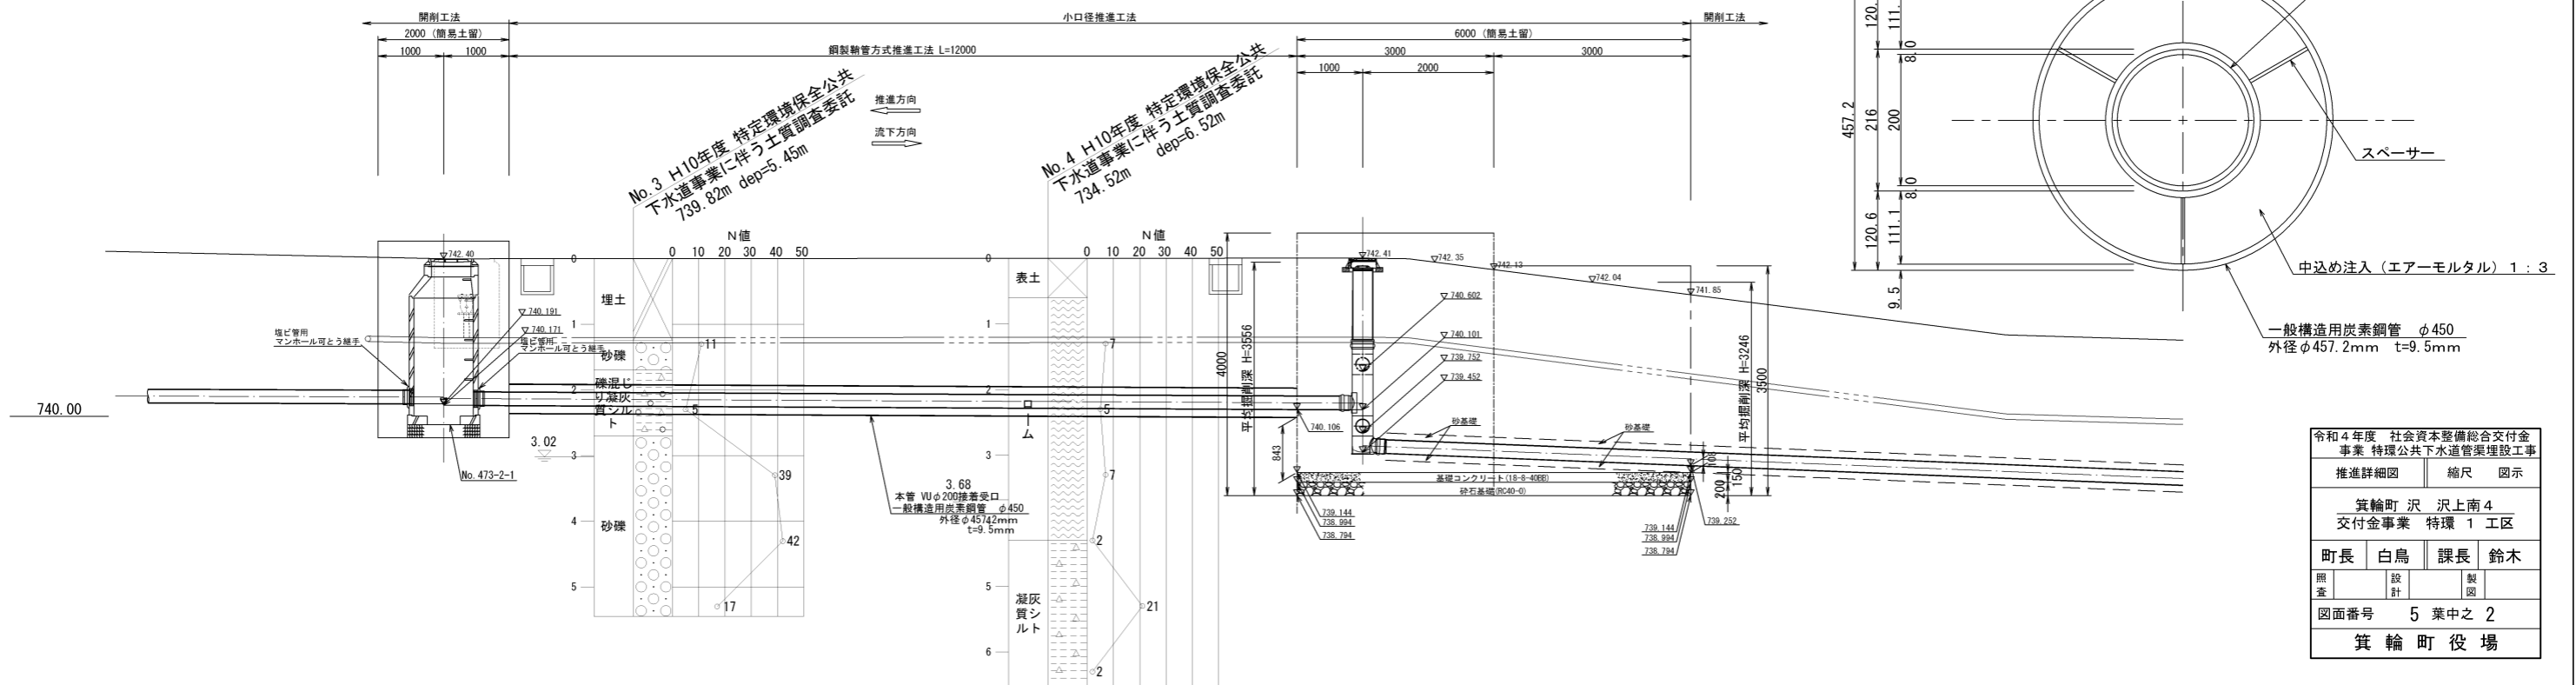 開削工法
小口径推進工法
開削工法
2000 (簡易土留)
6000 (簡易土留)
1000
1000
鋼製鞘管方式推進工法 L=12000
3000
3000
1000
2000
推進方向
流下方向
No.3 H10年度 特定環境保全公共
下水道事業に伴う土質調査委託
739.82m dep=5.45m
No.4 H10年度 特定環境保全公共
下水道事業に伴う土質調査委託
734.52m
dep=6.52m
N値
0 10 20 30 40 50
N値
0 10 20 30 40 50
742.40
742.41
742.35
742.13
742.04
741.85
0
1
2
3
4
5
埋土
砂礫
礫混じ
り凝灰
質シル
ト
砂礫
11
5
39
42
17
3.02
0
1
2
3
5
6
表土
ローム
凝灰
質シ
ルト
7
5
7
2
21
2
塩ビ管用
マンホール可とう継手
740.191
740.171
塩ビ管用
マンホール可とう継手
740.00
No.473-2-1
3.68
本管 VUφ200接着受口
一般構造用炭素鋼管 φ450
外径φ45742mm
t=9.5mm
4000
平均掘削深 H=3556
843
740.106
740.602
740.101
739.752
739.452
砂基礎
砂基礎
基礎コンクリート(18-8-40BB)
砕石基礎(RC40-0)
739.144
738.994
738.794
739.144
738.994
738.794
739.252
108
150
200
平均掘削深 H=3246
3500
120.
111.
8.0
457.2
216
200
8.0
120.6
111.1
9.5
スペーサー
中込め注入 (エアーモルタル) 1 : 3
一般構造用炭素鋼管 φ450
外径φ457.2mm t=9.5mm
令和4年度 社会資本整備総合交付金
事業 特環公共下水道管渠埋設工事
推進詳細図 縮尺 図示
箕輪町 沢 沢上南4
交付金事業 特環 1 工区
町長 白鳥 課長 鈴木
照査 設計 製図
図面番号 5 葉中之 2
箕輪町役場